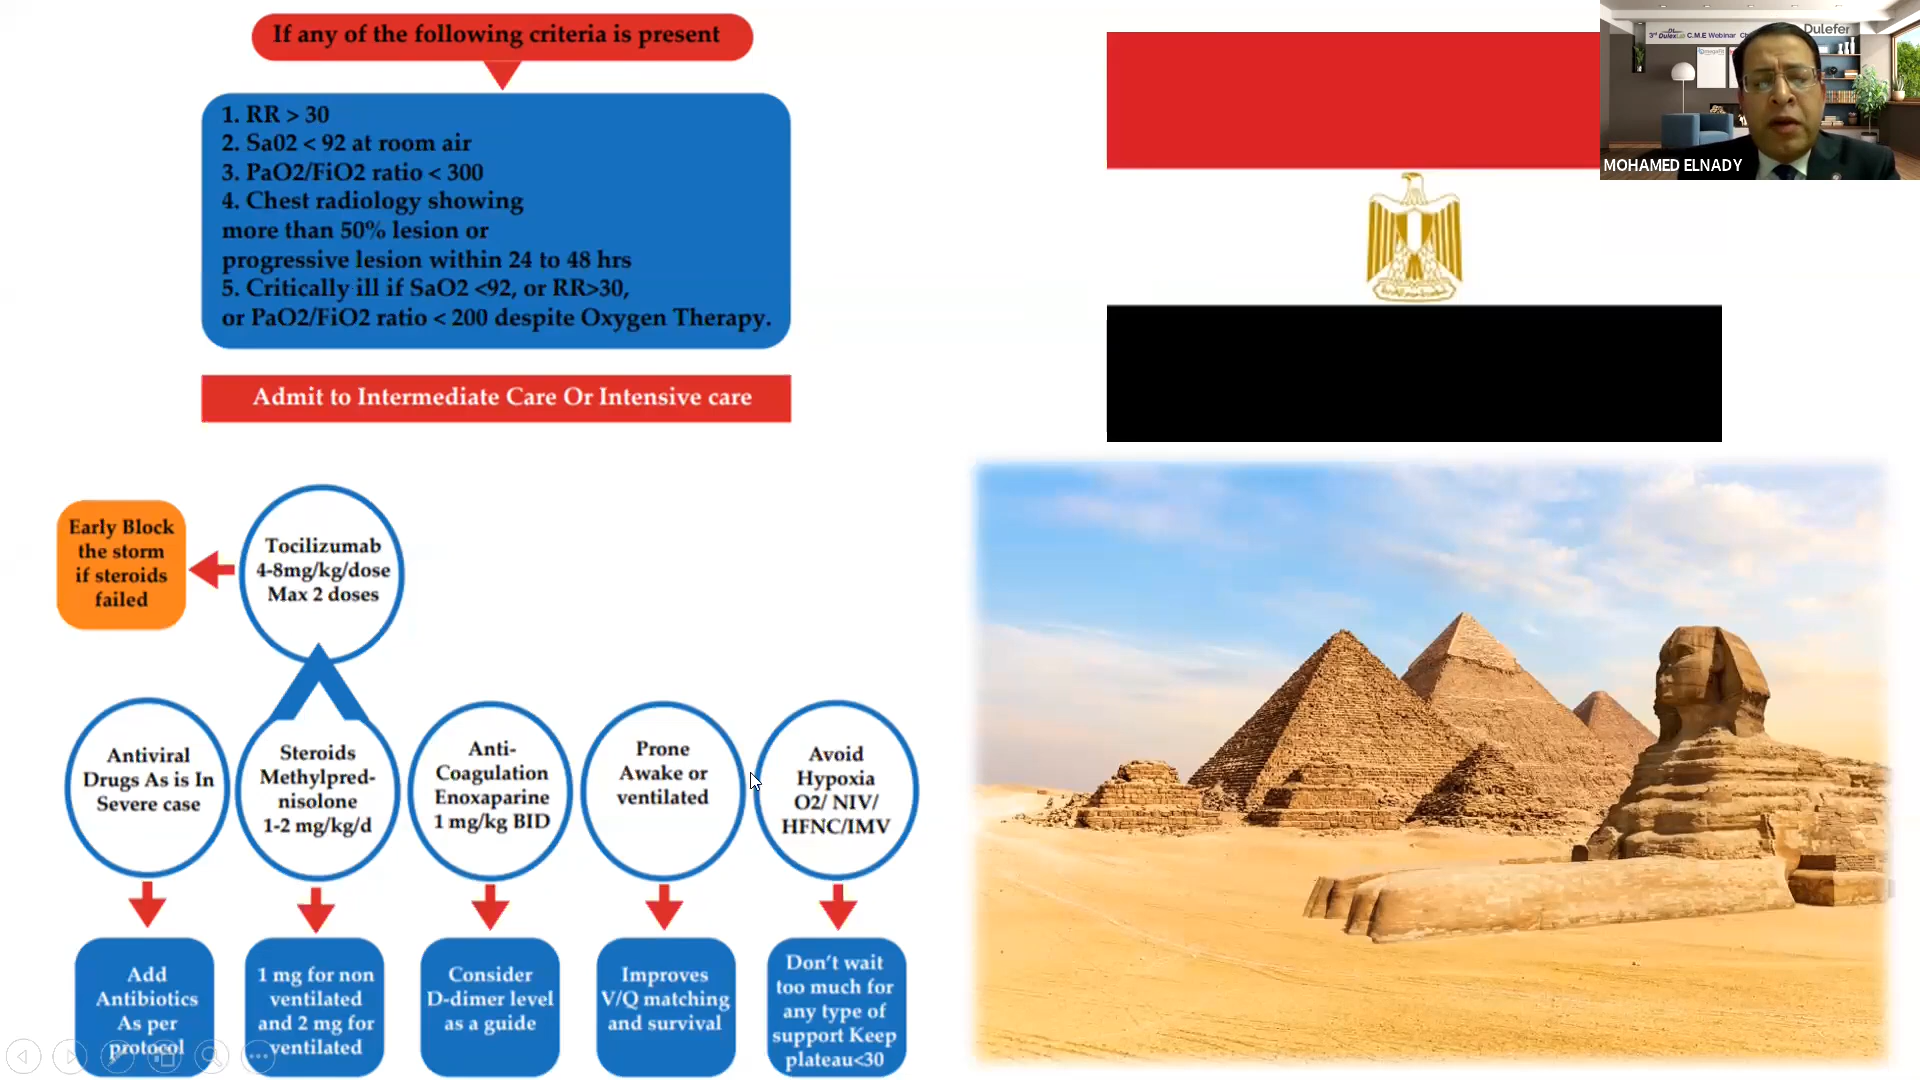 If any of the following criteria is present
1. RR > 30
2. Sa02 < 92 at room air
3. PaO2/FiO2 ratio < 300
4. Chest radiology showing
more than 50% lesion or
progressive lesion within 24 to 48 hrs
5. Critically ill if SaO2 <92, or RR>30,
or PaO2/FiO2 ratio < 200 despite Oxygen Therapy.
Admit to Intermediate Care Or Intensive care
3rd Dulex Lab C.M.E Webinar
Dulefer
MOHAMED ELNADY
Early Block
the storm
if steroids
failed
Tocilizumab
4-8mg/kg/dose
Max 2 doses
Antiviral
Drugs As is In
Severe case
Steroids
Methylpred-
nisolone
1-2 mg/kg/d
Anti-
Coagulation
Enoxaparine
1 mg/kg BID
Prone
Awake or
ventilated
Avoid
Hypoxia
O2/ NIV/
HFNC/IMV
Add
Antibiotics
As per
protocol
1 mg for non
ventilated
and 2 mg for
ventilated
Consider
D-dimer level
as a guide
Improves
V/Q matching
and survival
Don't wait
too much for
any type of
support Keep
plateau<30